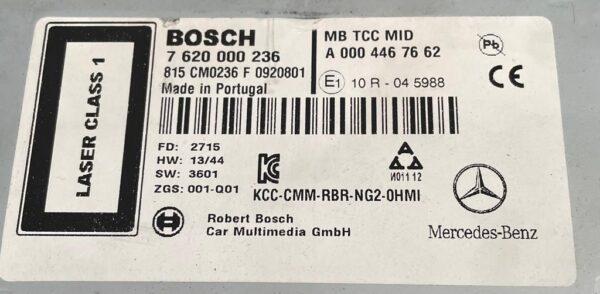 LASER CLASS 1
BOSCH
7 620 000 236
815 CM0236 F 0920801
Made in Portugal
MB TCC MID
A 000 446 76 62
Pb
E1 10 R - 04 5988
CE
FD: 2715
HW: 13/44
SW: 3601
ZGS: 001-Q01
KCC-CMM-RBR-NG2-0HMI
И011 12
Robert Bosch
Car Multimedia GmbH
Mercedes-Benz